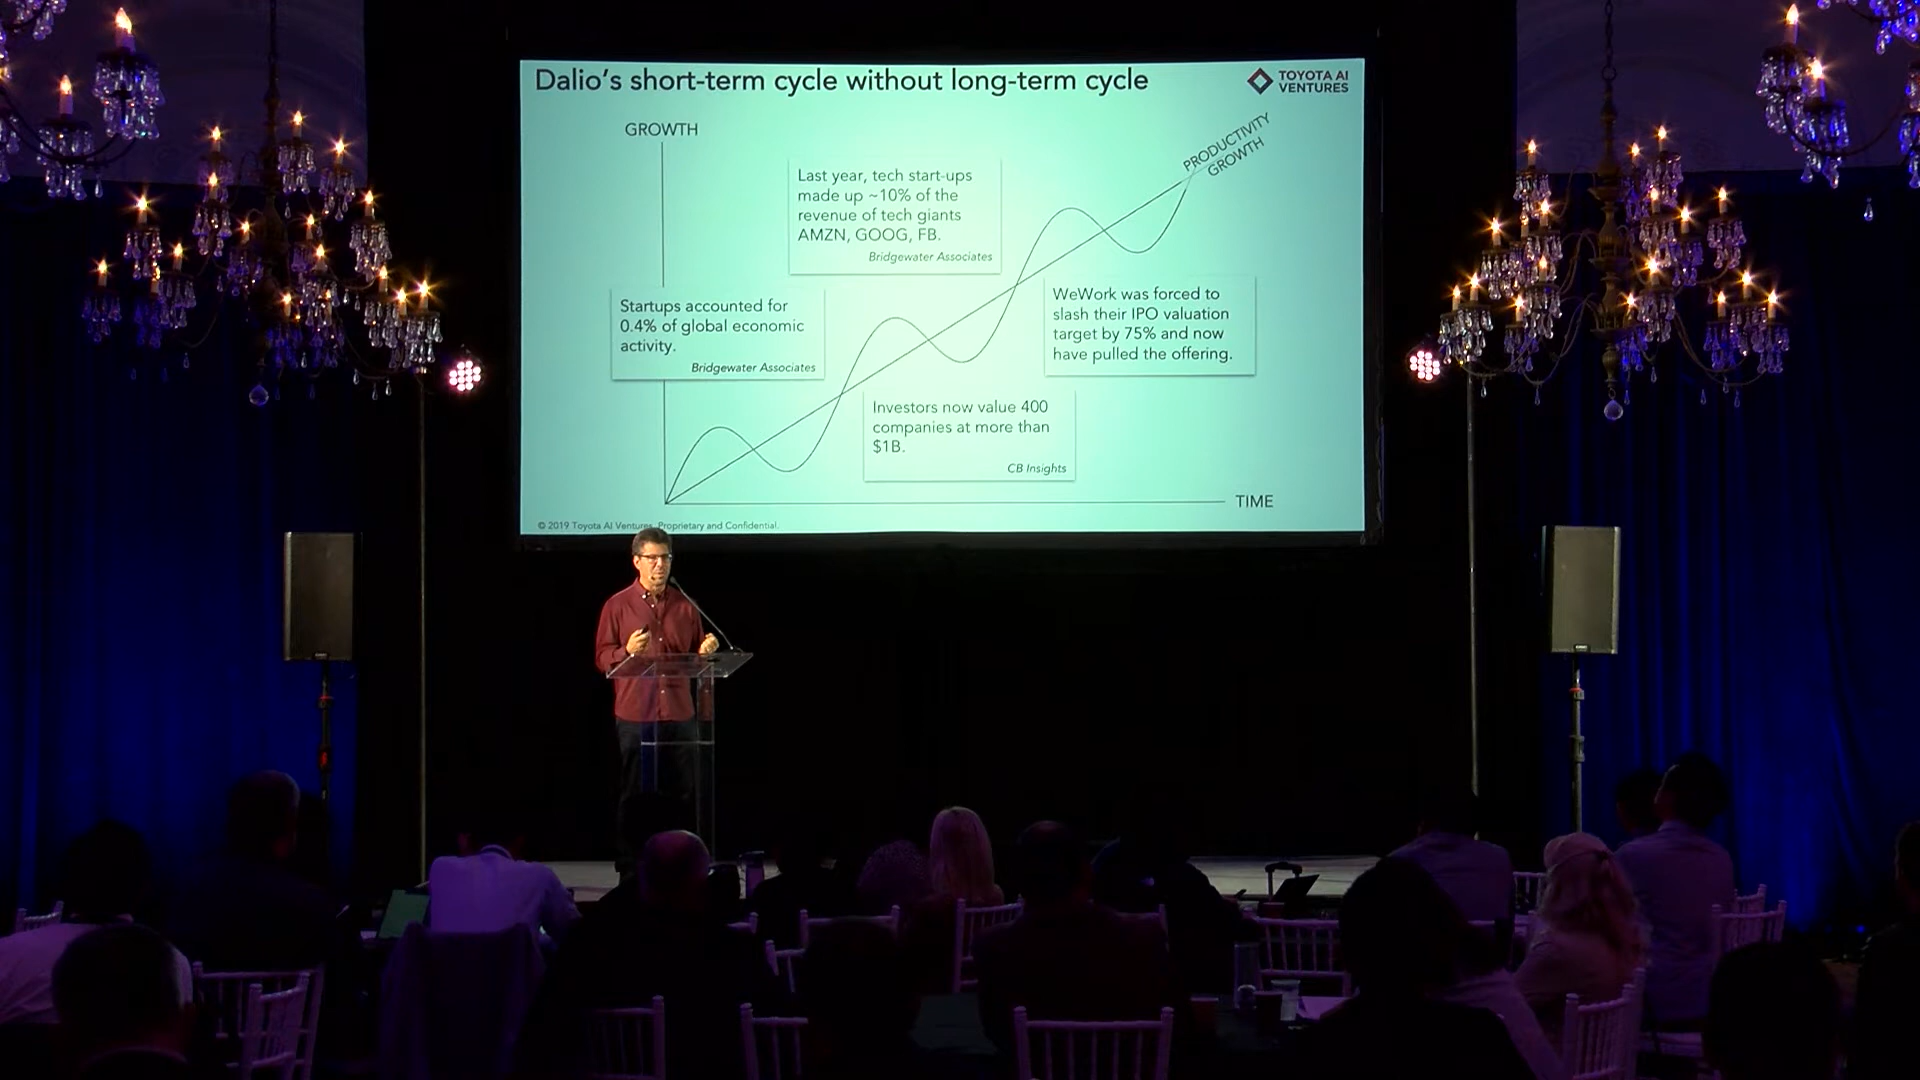 Dalio's short-term cycle without long-term cycle
TOYOTA AI
VENTURES
GROWTH
PRODUCTIVITY
GROWTH
Last year, tech start-ups
made up ~10% of the
revenue of tech giants
AMZN, GOOG, FB.
Bridgewater Associates
Startups accounted for
0.4% of global economic
activity.
Bridgewater Associates
WeWork was forced to
slash their IPO valuation
target by 75% and now
have pulled the offering.
Investors now value 400
companies at more than
$1B.
CB Insights
TIME
© 2019 Toyota AI Ventures. Proprietary and Confidential.